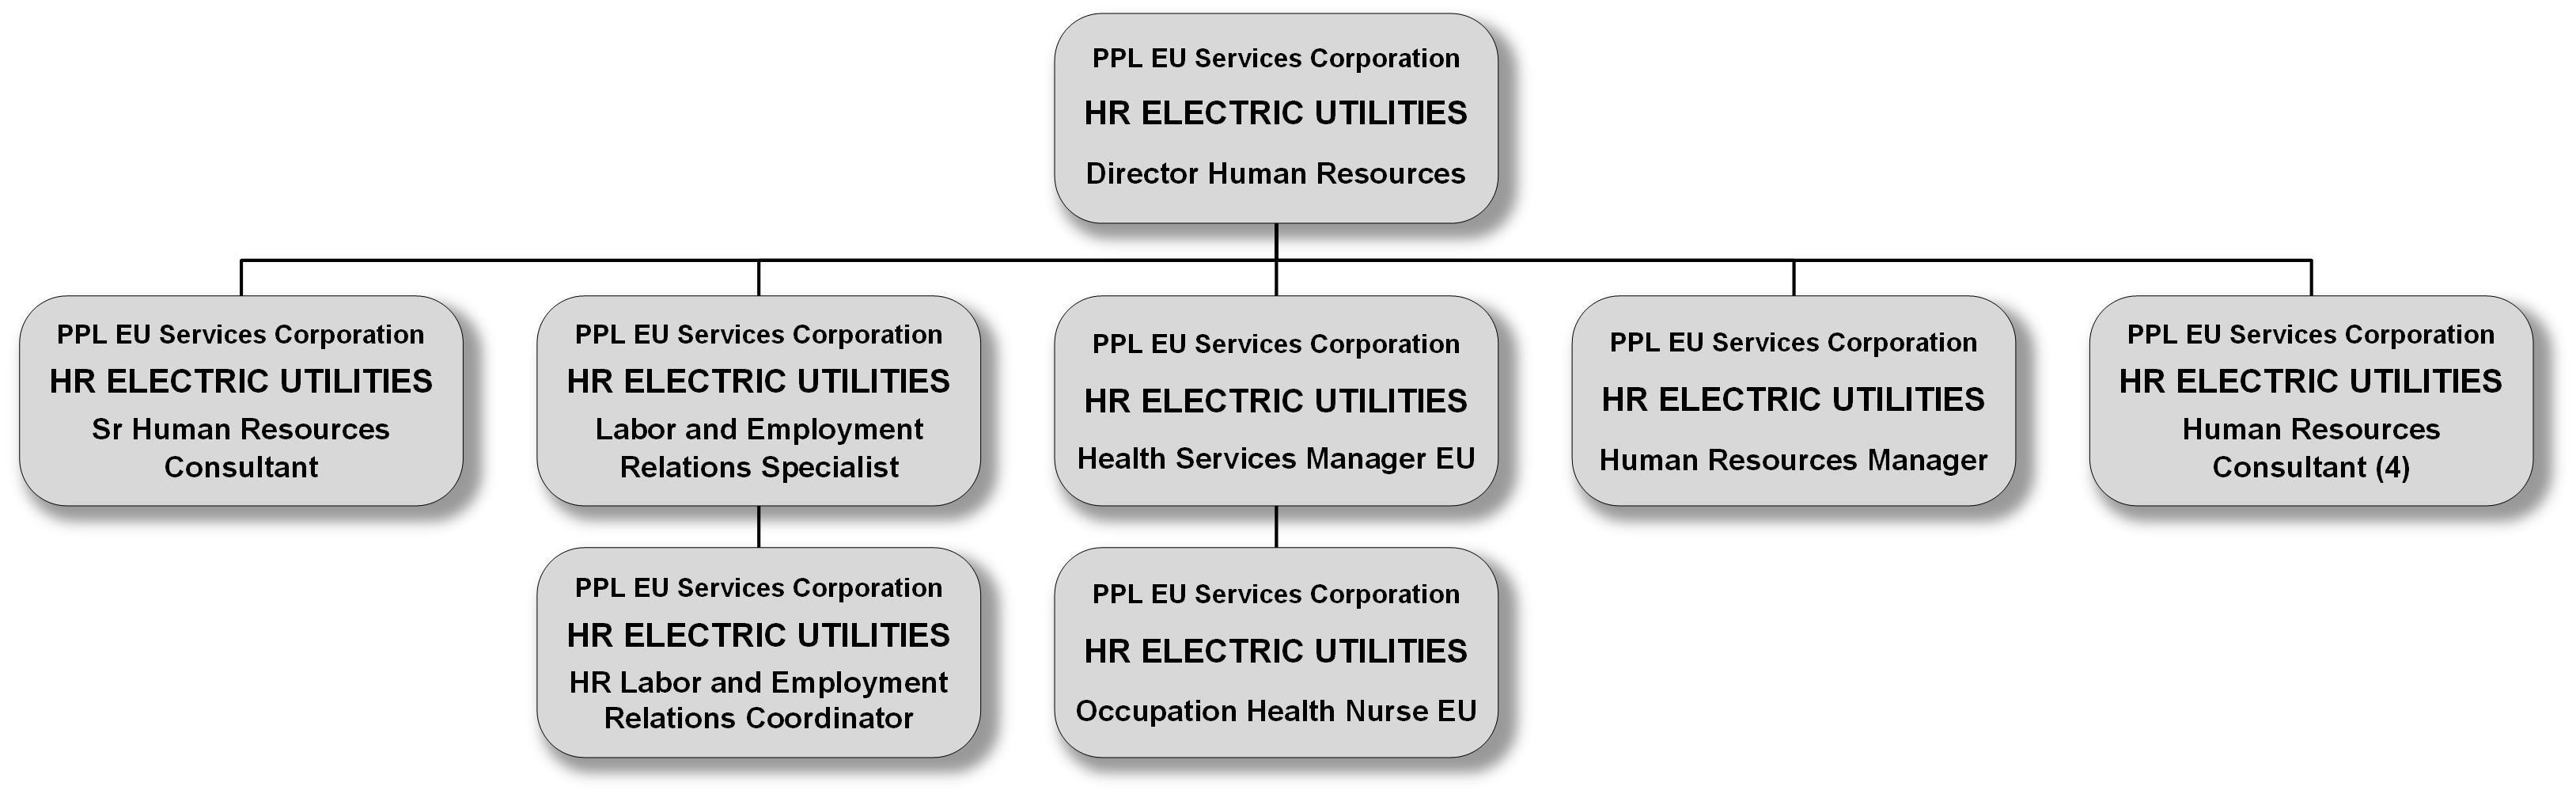 PPL EU Services Corporation
HR ELECTRIC UTILITIES
Director Human Resources
PPL EU Services Corporation
HR ELECTRIC UTILITIES
Sr Human Resources
Consultant
PPL EU Services Corporation
HR ELECTRIC UTILITIES
Labor and Employment
Relations Specialist
PPL EU Services Corporation
HR ELECTRIC UTILITIES
Health Services Manager EU
PPL EU Services Corporation
HR ELECTRIC UTILITIES
Human Resources Manager
PPL EU Services Corporation
HR ELECTRIC UTILITIES
Human Resources
Consultant (4)
PPL EU Services Corporation
HR ELECTRIC UTILITIES
HR Labor and Employment
Relations Coordinator
PPL EU Services Corporation
HR ELECTRIC UTILITIES
Occupation Health Nurse EU